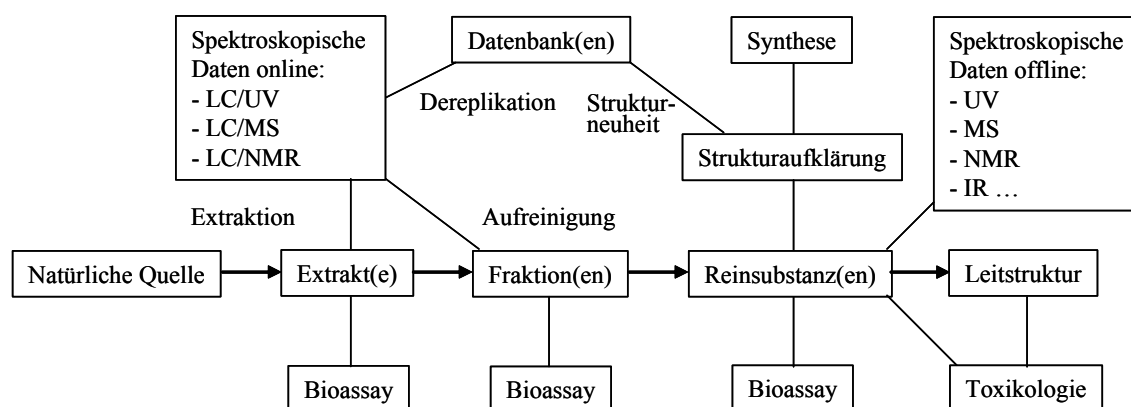 Spektroskopische
Daten online:
- LC/UV
- LC/MS
- LC/NMR
Datenbank(en)
Synthese
Spektroskopische
Daten offline:
- UV
- MS
- NMR
- IR …
Dereplikation
Struktur-
neuheit
Strukturaufklärung
Extraktion
Aufreinigung
Natürliche Quelle
Extrakt(e)
Fraktion(en)
Reinsubstanz(en)
Leitstruktur
Bioassay
Bioassay
Bioassay
Toxikologie